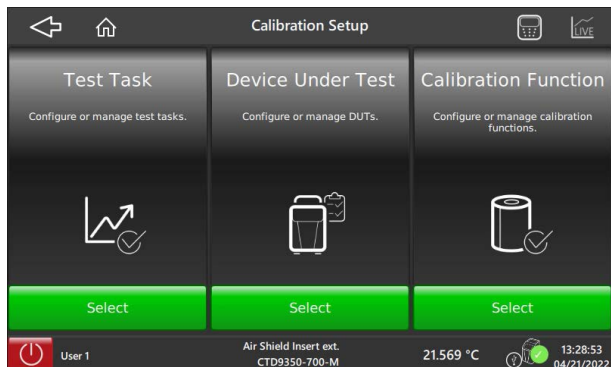 Calibration Setup
LIVE
Test Task
Configure or manage test tasks.
Select
Device Under Test
Configure or manage DUTs.
Select
Calibration Function
Configure or manage calibration
functions.
Select
User 1
Air Shield Insert ext.
CTD9350-700-M
21.569 °C
13:28:53
04/21/2022